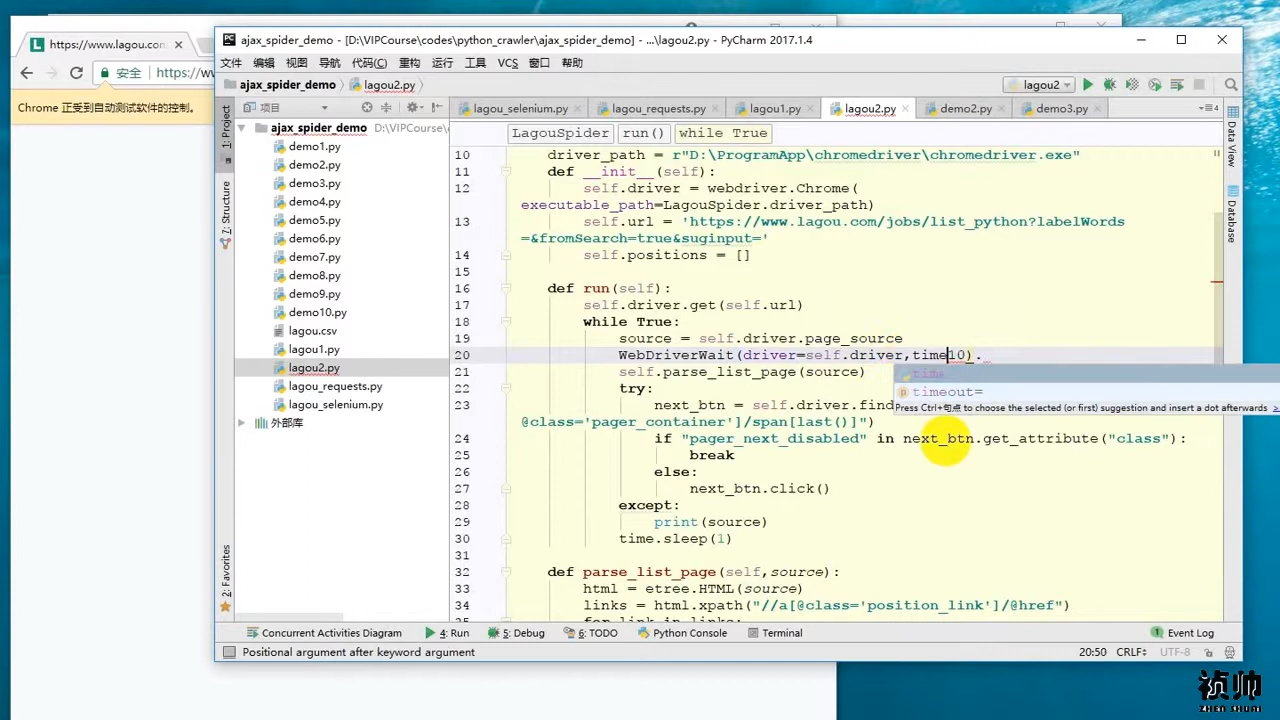 https://www.lagou.con
安全
https://wv
Chrome 正受到自动测试软件的控制。
ajax_spider_demo - [D:\VIPCourse\codes\python_crawler\ajax_spider_demo] - ...\lagou2.py - PyCharm 2017.1.4
文件 编辑 视图 导航 代码(C) 重构 运行 工具 VCS 窗口 帮助
ajax_spider_demo lagou2.py lagou2
项目
lagou_selenium.py lagou_requests.py lagou1.py lagou2.py demo2.py demo3.py
LagouSpider run() while True
1: Project
7: Structure
2: Favorites
Data View
Database
ajax_spider_demo D:\VIPCourse\
demo1.py
demo2.py
demo3.py
demo4.py
demo5.py
demo6.py
demo7.py
demo8.py
demo9.py
demo10.py
lagou.csv
lagou1.py
lagou2.py
lagou_requests.py
lagou_selenium.py
外部库
10 driver_path = r"D:\ProgramApp\chromedriver\chromedriver.exe"
11 def __init__(self):
12 self.driver = webdriver.Chrome(
executable_path=LagouSpider.driver_path)
13 self.url = 'https://www.lagou.com/jobs/list_python?labelWords
=&fromSearch=true&suginput='
14 self.positions = []
15
16 def run(self):
17 self.driver.get(self.url)
18 while True:
19 source = self.driver.page_source
20 WebDriverWait(driver=self.driver,time10).
21 self.parse_list_page(source)
time
22 try:
timeout=
23 next_btn = self.driver.find
Press Ctrl+句点 to choose the selected (or first) suggestion and insert a dot afterwards >
@class='pager_container']/span[last()]")
24 if "pager_next_disabled" in next_btn.get_attribute("class"):
25 break
26 else:
27 next_btn.click()
28 except:
29 print(source)
30 time.sleep(1)
31
32 def parse_list_page(self,source):
33 html = etree.HTML(source)
34 links = html.xpath("//a[@class='position_link']/@href")
Concurrent Activities Diagram 4: Run 5: Debug 6: TODO Python Console Terminal Event Log
Positional argument after keyword argument 20:50 CRLF UTF-8
祯帅
ZHEN SHUAI